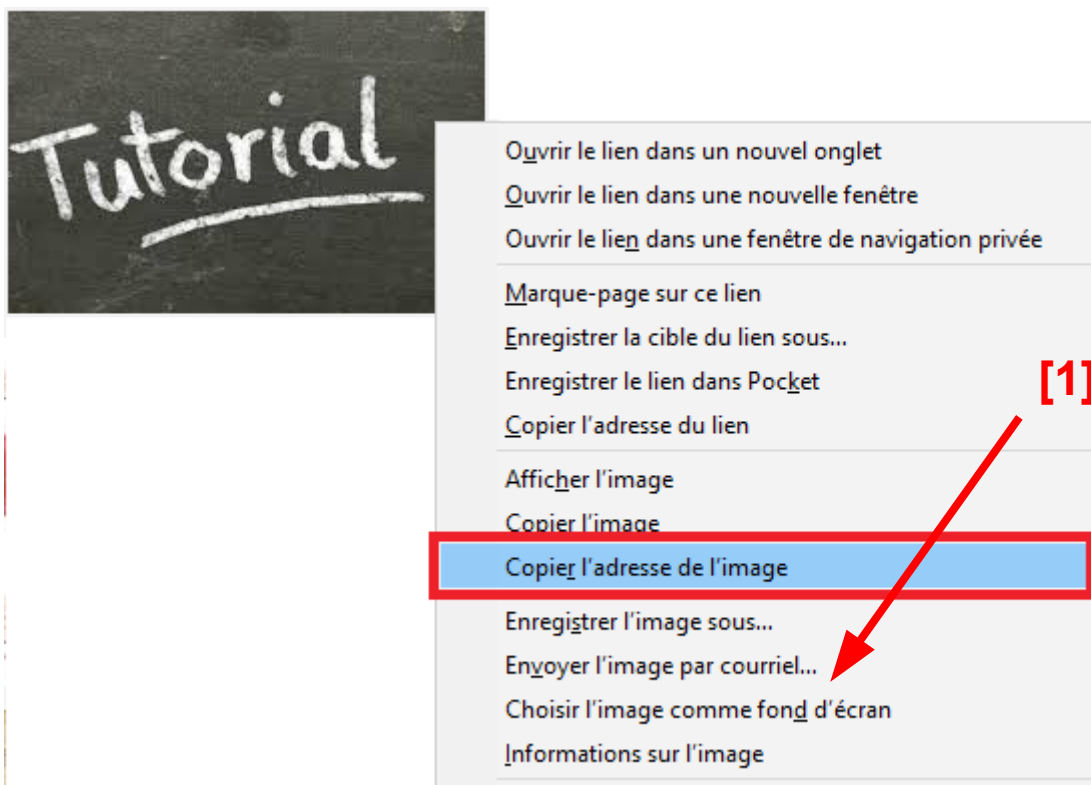 Tutorial
Ouvrir le lien dans un nouvel onglet
Ouvrir le lien dans une nouvelle fenêtre
Ouvrir le lien dans une fenêtre de navigation privée
Marque-page sur ce lien
Enregistrer la cible du lien sous...
Enregistrer le lien dans Pocket
[1]
Copier l'adresse du lien
Afficher l'image
Copier l'image
Copier l'adresse de l'image
Enregistrer l'image sous...
Envoyer l'image par courriel...
Choisir l'image comme fond d'écran
Informations sur l'image